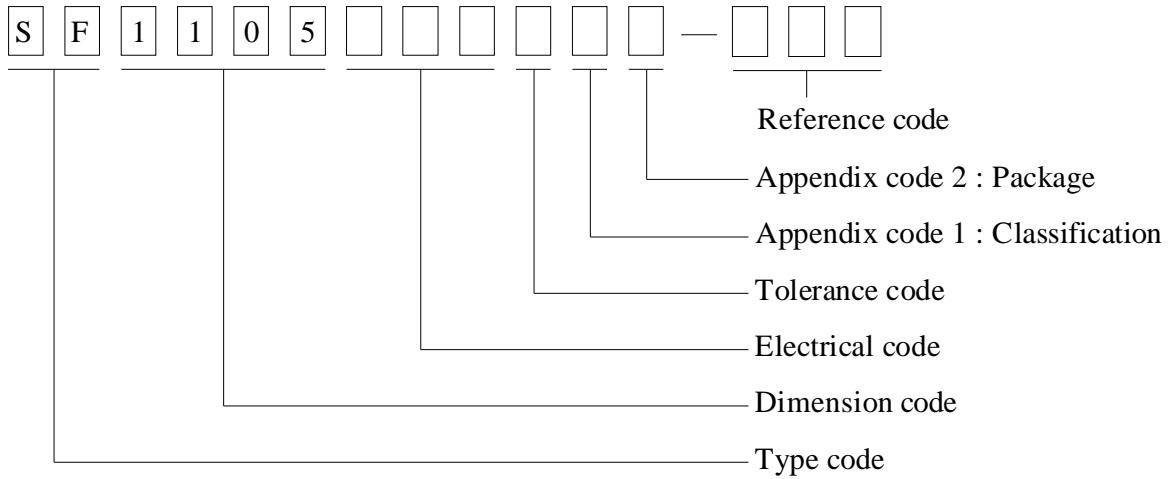 S F 1 1 0 5 —
Reference code
Appendix code 2 : Package
Appendix code 1 : Classification
Tolerance code
Electrical code
Dimension code
Type code